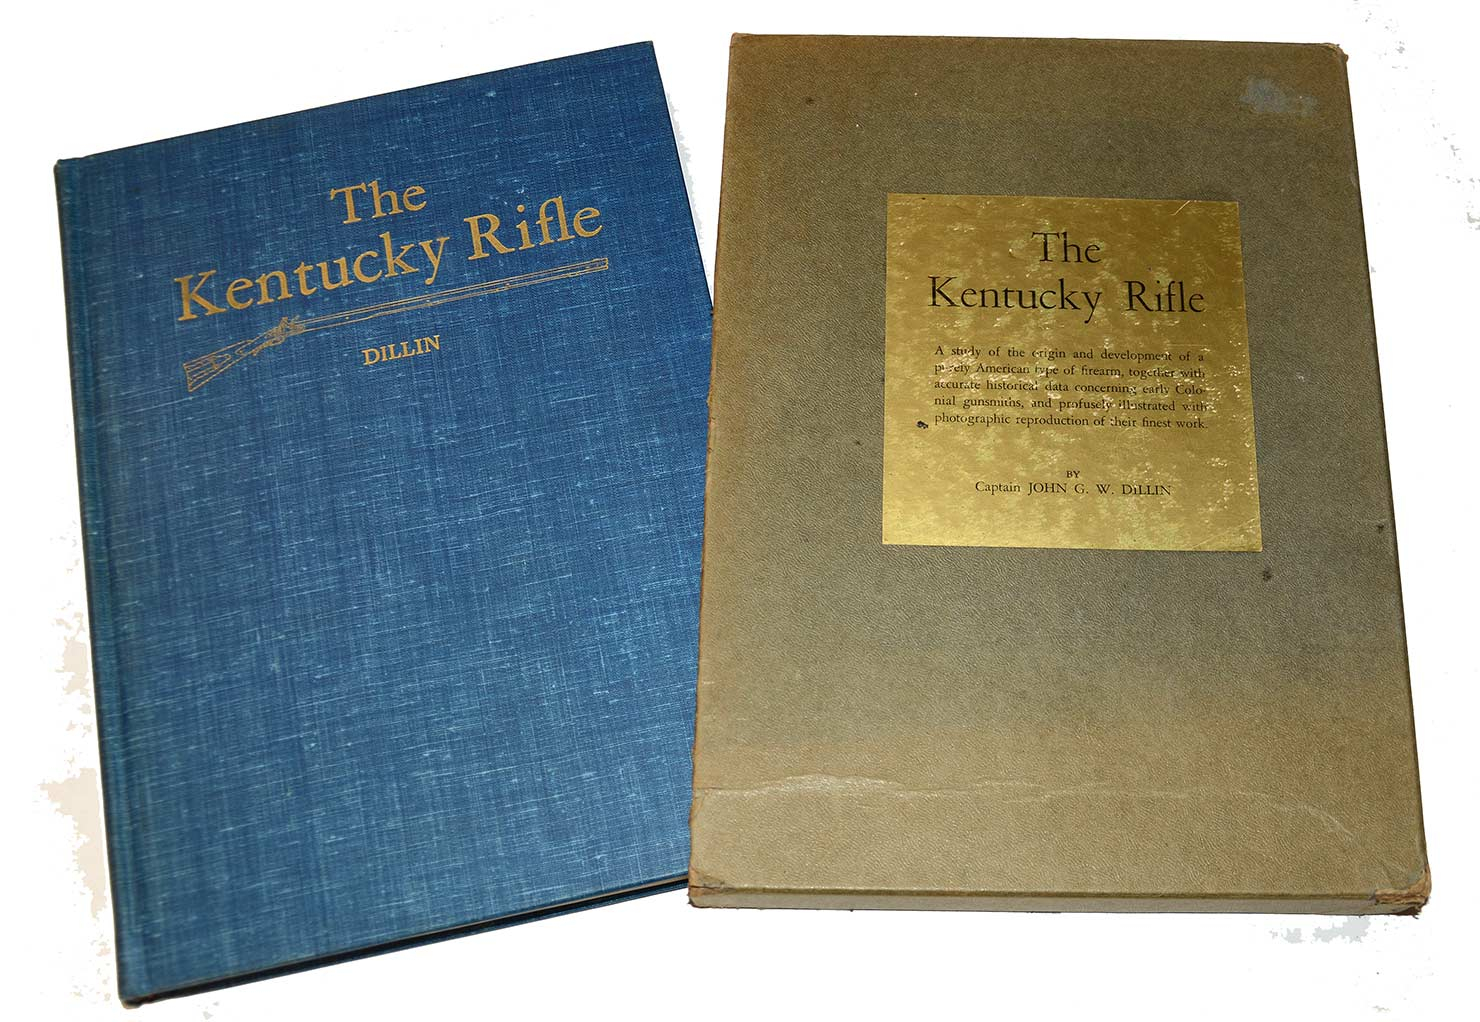 The
Kentucky Rifle
DILLIN
The
Kentucky Rifle
A study of the origin and development of a
purely American type of firearm, together with
accurate historical data concerning early Colo-
nial gunsmiths, and profusely illustrated with
photographic reproduction of their finest work.
BY
Captain JOHN G. W. DILLIN